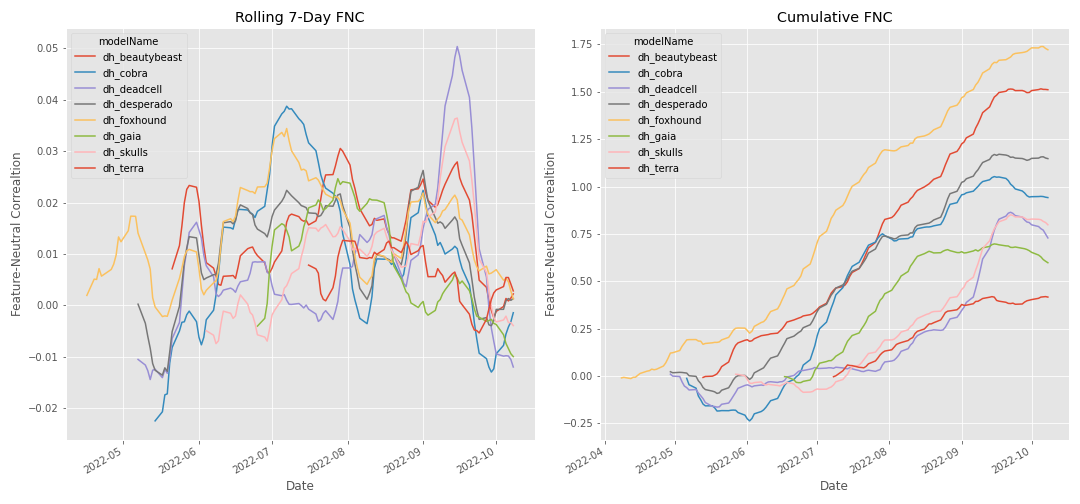 Rolling 7-Day FNC
Feature-Neutral Correaltion
0.05
0.04
0.03
0.02
0.01
0.00
−0.01
−0.02
modelName
dh_beautybeast
dh_cobra
dh_deadcell
dh_desperado
dh_foxhound
dh_gaia
dh_skulls
dh_terra
2022-05
2022-06
2022-07
2022-08
2022-09
2022-10
Date
Cumulative FNC
Feature-Neutral Correaltion
1.75
1.50
1.25
1.00
0.75
0.50
0.25
0.00
−0.25
modelName
dh_beautybeast
dh_cobra
dh_deadcell
dh_desperado
dh_foxhound
dh_gaia
dh_skulls
dh_terra
2022-04
2022-05
2022-06
2022-07
2022-08
2022-09
2022-10
Date